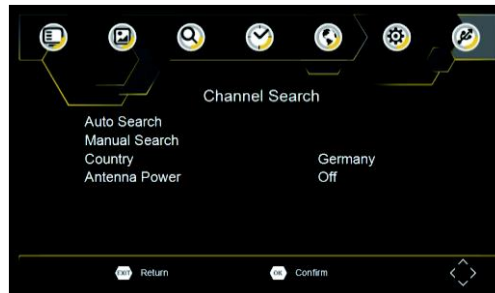 Channel Search
Auto Search
Manual Search
Country Germany
Antenna Power Off
EXIT Return OK Confirm